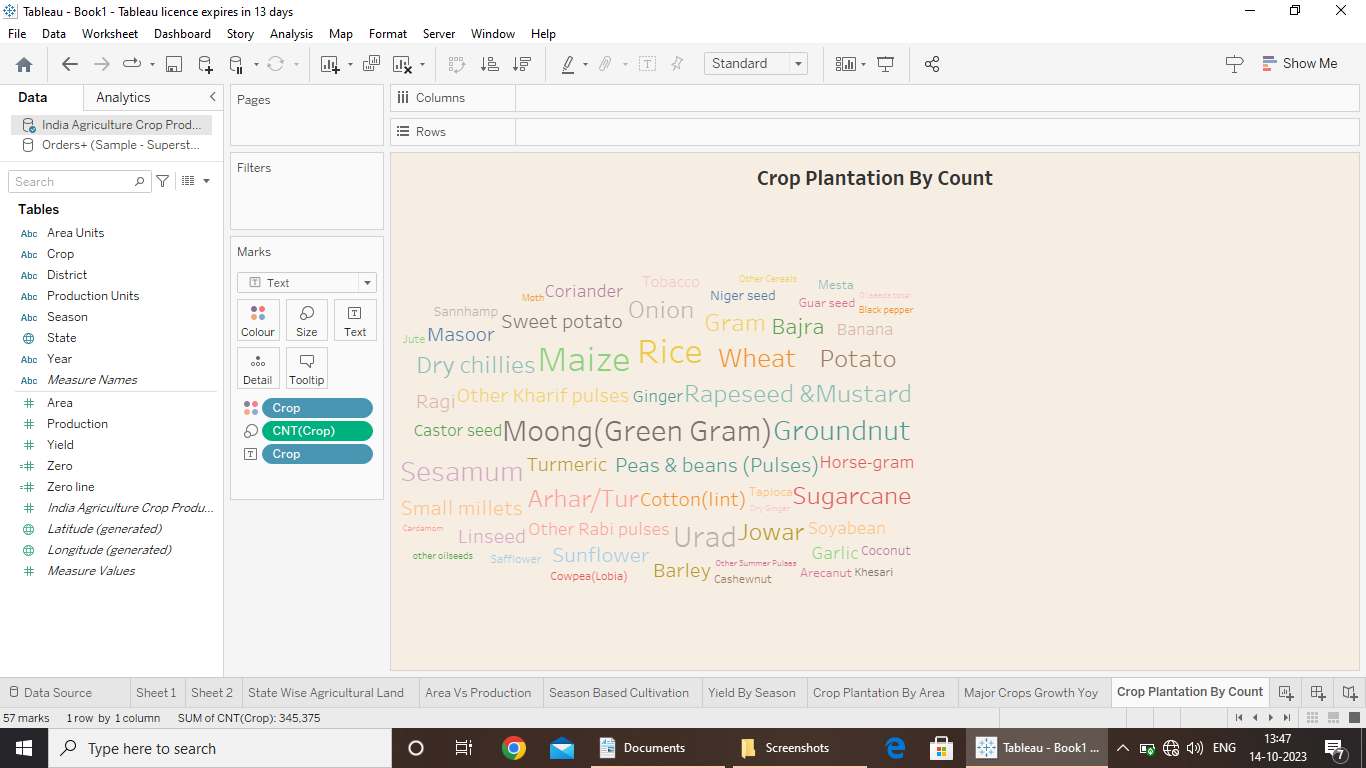 Tableau - Book1 - Tableau licence expires in 13 days
File Data Worksheet Dashboard Story Analysis Map Format Server Window Help
Standard
Show Me
Data Analytics
India Agriculture Crop Prod...
Orders+ (Sample - Superst...
Search
Tables
Abc Area Units
Abc Crop
Abc District
Abc Production Units
Abc Season
State
Abc Year
Abc Measure Names
Area
Production
Yield
Zero
Zero line
India Agriculture Crop Produ...
Latitude (generated)
Longitude (generated)
Measure Values
Pages
Filters
Marks
Text
Colour Size Text
Detail Tooltip
Crop
CNT(Crop)
Crop
Columns
Rows
Crop Plantation By Count
Tobacco Other Cereals Mesta
Moth Coriander Niger seed Guar seed Oilseeds total
Sannhamp Sweet potato Onion Gram Bajra Black pepper
Jute Masoor Banana
Dry chillies Maize Rice Wheat Potato
Ragi Other Kharif pulses Ginger Rapeseed &Mustard
Castor seed Moong(Green Gram) Groundnut
Sesamum Turmeric Peas & beans (Pulses) Horse-gram
Small millets Arhar/Tur Cotton(lint) Tapioca Sugarcane
Dry Ginger
Cardamom Linseed Other Rabi pulses Urad Jowar Soyabean
other oilseeds Safflower Sunflower Garlic Coconut
Cowpea(Lobia) Barley Other Summer Pulses Arecanut Khesari
Cashewnut
Data Source Sheet 1 Sheet 2 State Wise Agricultural Land Area Vs Production Season Based Cultivation Yield By Season Crop Plantation By Area Major Crops Growth Yoy Crop Plantation By Count
57 marks 1 row by 1 column SUM of CNT(Crop): 345,375
Type here to search
Documents
Screenshots
Tableau - Book1 ...
ENG
13:47
14-10-2023
7